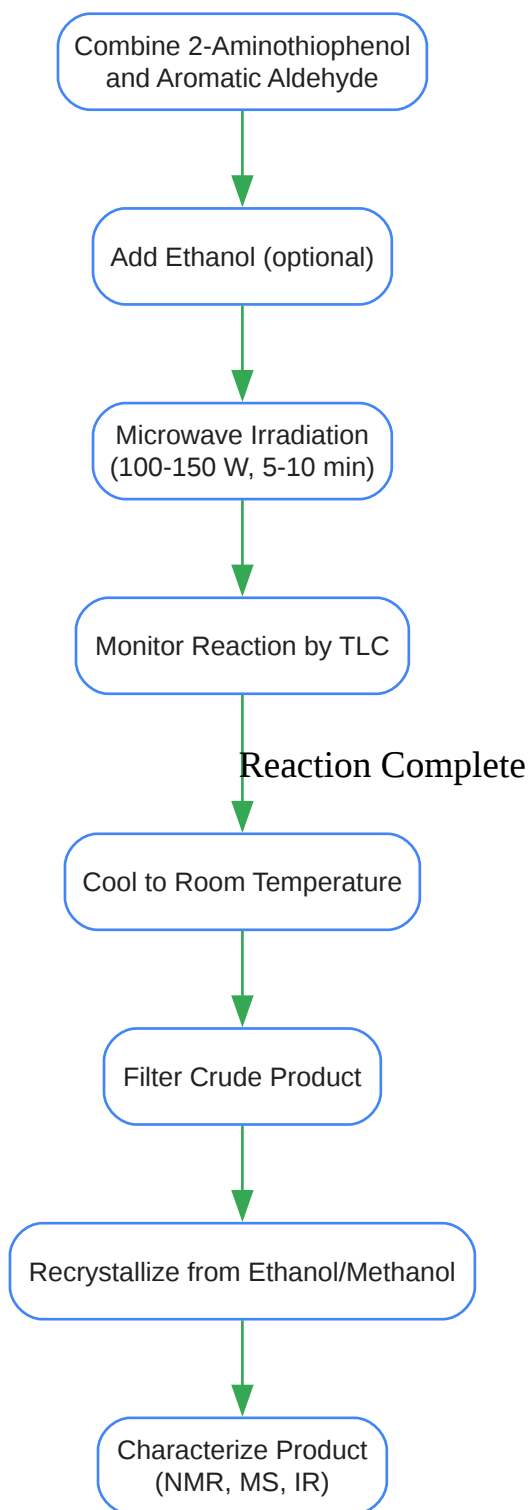 Combine 2-Aminothiophenol
and Aromatic Aldehyde
Add Ethanol (optional)
Microwave Irradiation
(100-150 W, 5-10 min)
Monitor Reaction by TLC
Reaction Complete
Cool to Room Temperature
Filter Crude Product
Recrystallize from Ethanol/Methanol
Characterize Product
(NMR, MS, IR)